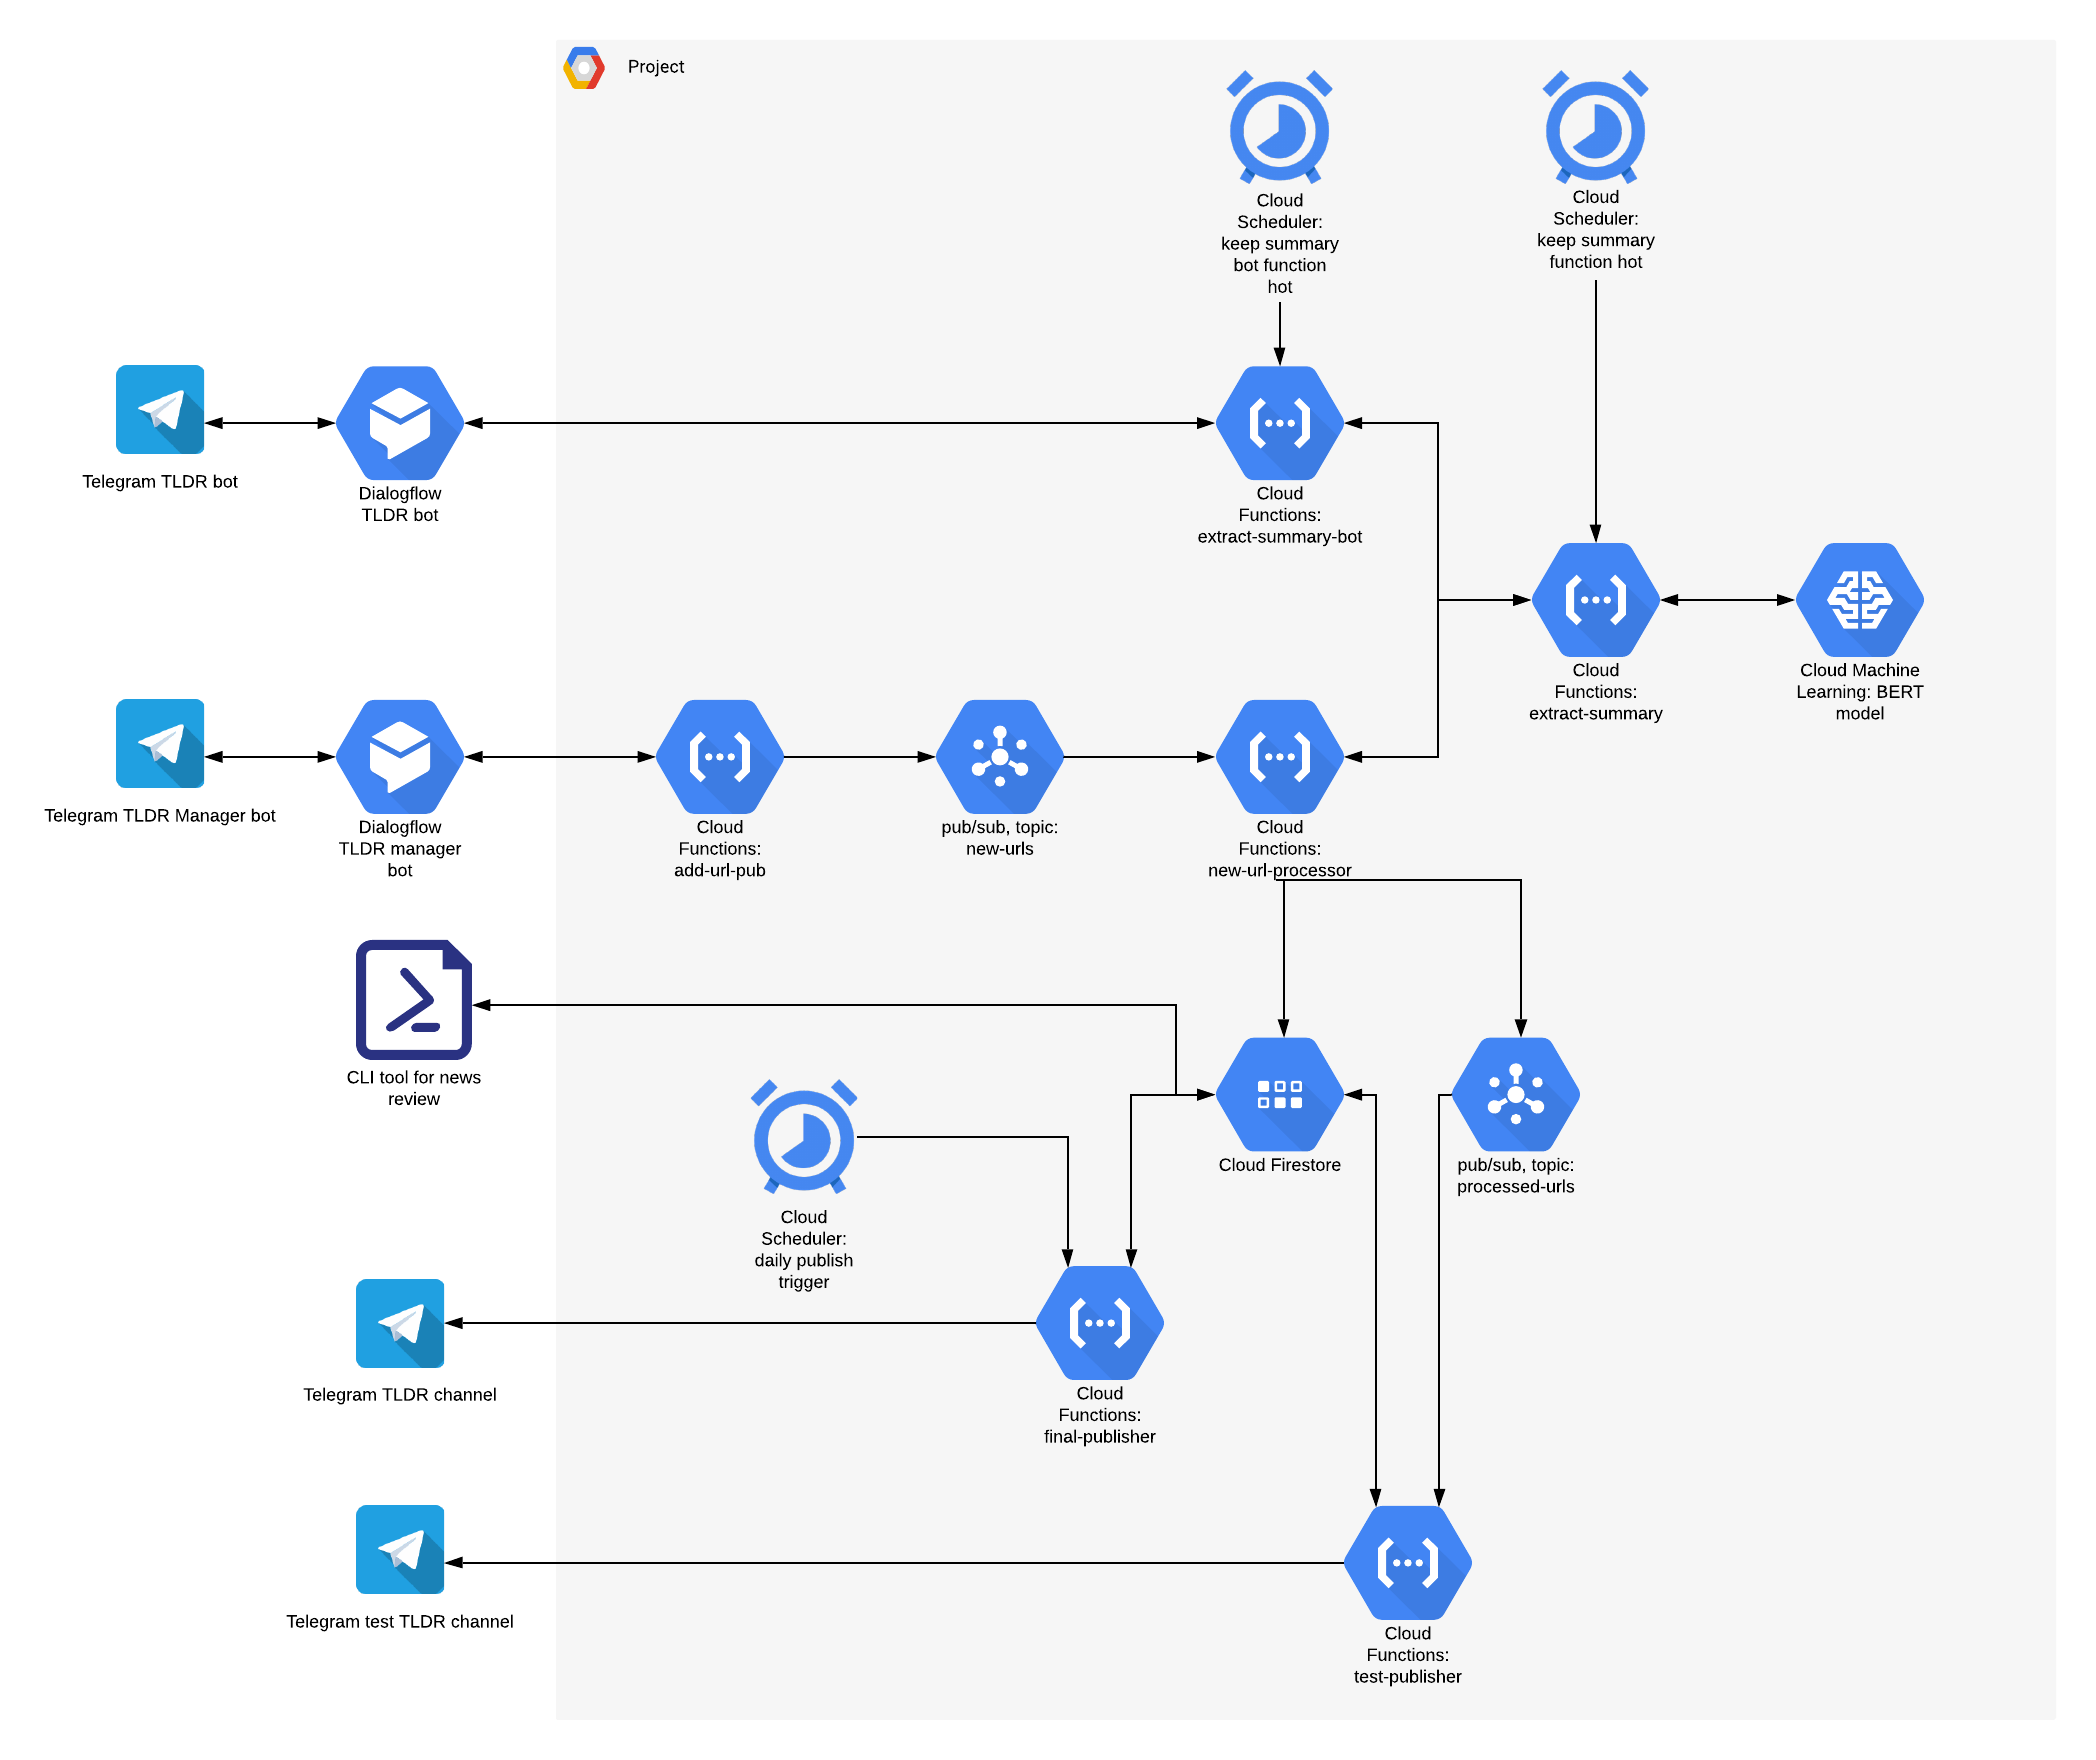 Project
Cloud
Scheduler:
keep summary
bot function
hot
Cloud
Scheduler:
keep summary
function hot
Telegram TLDR bot
Dialogflow
TLDR bot
Cloud
Functions:
extract-summary-bot
Cloud
Functions:
extract-summary
Cloud Machine
Learning: BERT
model
Telegram TLDR Manager bot
Dialogflow
TLDR manager
bot
Cloud
Functions:
add-url-pub
pub/sub, topic:
new-urls
Cloud
Functions:
new-url-processor
CLI tool for news
review
Cloud
Scheduler:
daily publish
trigger
Cloud Firestore
pub/sub, topic:
processed-urls
Telegram TLDR channel
Cloud
Functions:
final-publisher
Telegram test TLDR channel
Cloud
Functions:
test-publisher